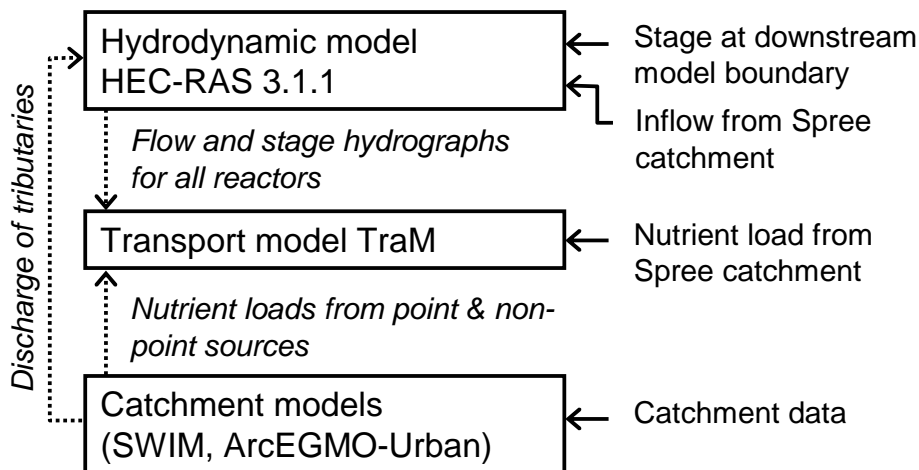 Hydrodynamic model
HEC-RAS 3.1.1
Stage at downstream
model boundary
Inflow from Spree
catchment
Flow and stage hydrographs
for all reactors
Discharge of tributaries
Transport model TraM
Nutrient load from
Spree catchment
Nutrient loads from point & non-
point sources
Catchment models
(SWIM, ArcEGMO-Urban)
Catchment data